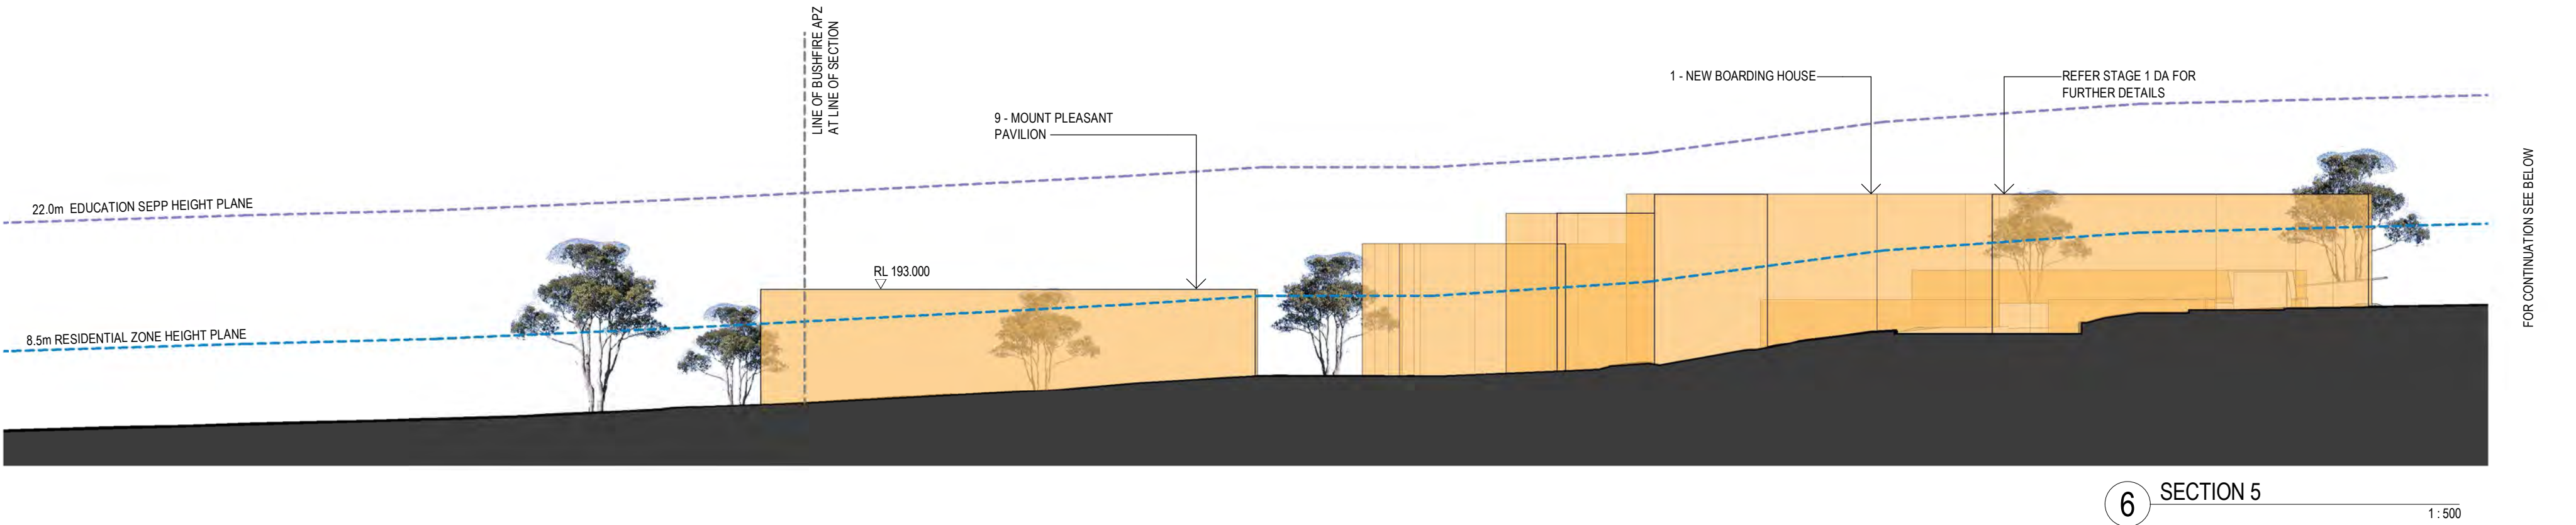 LINE OF BUSHFIRE APZ
AT LINE OF SECTION
1 - NEW BOARDING HOUSE
REFER STAGE 1 DA FOR
FURTHER DETAILS
9 - MOUNT PLEASANT
PAVILION
22.0m EDUCATION SEPP HEIGHT PLANE
RL 193.000
8.5m RESIDENTIAL ZONE HEIGHT PLANE
FOR CONTINUATION SEE BELOW
6
SECTION 5
1 : 500